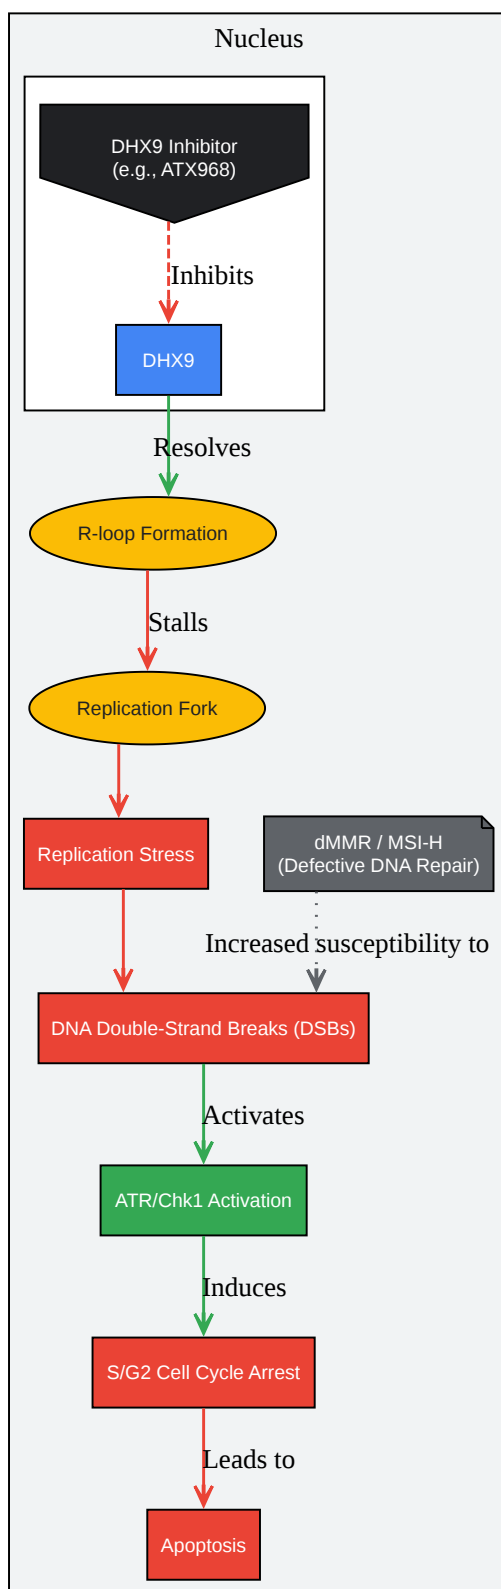 Nucleus
DHX9 Inhibitor
(e.g., ATX968)
Inhibits
DHX9
Resolves
R-loop Formation
Stalls
Replication Fork
Replication Stress
dMMR / MSI-H
(Defective DNA Repair)
Increased susceptibility to
DNA Double-Strand Breaks (DSBs)
Activates
ATR/Chk1 Activation
Induces
S/G2 Cell Cycle Arrest
Leads to
Apoptosis